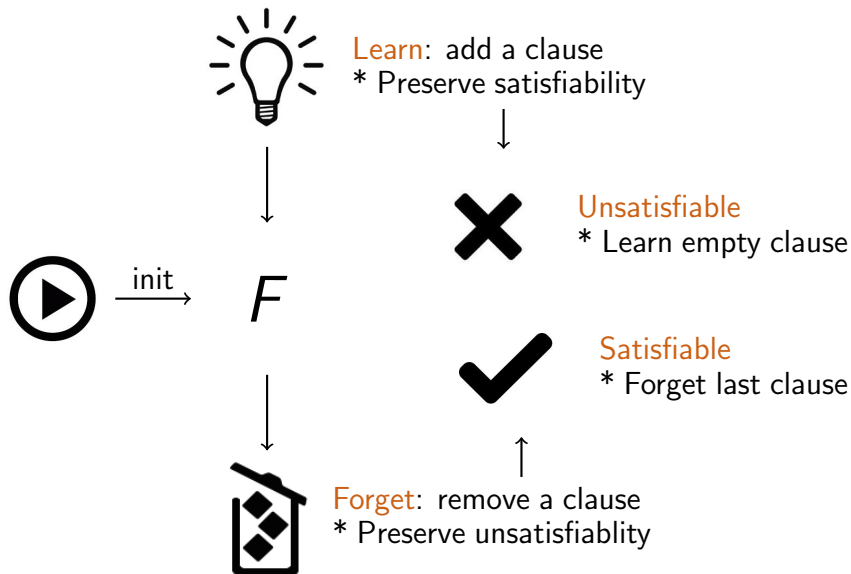 Learn: add a clause
* Preserve satisfiability
Unsatisfiable
* Learn empty clause
init
F
Satisfiable
* Forget last clause
Forget: remove a clause
* Preserve unsatisfiablity